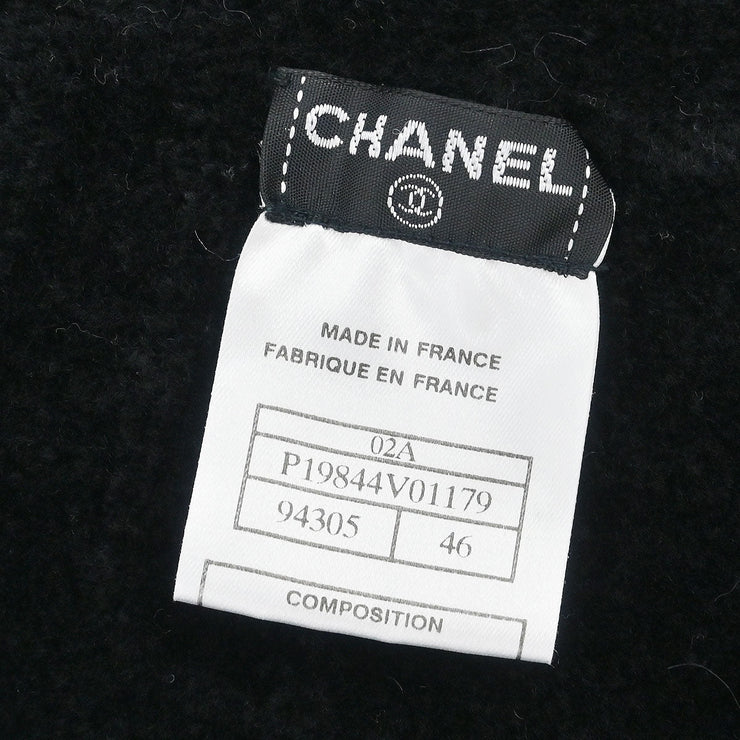 CHANEL
MADE IN FRANCE
FABRIQUE EN FRANCE
02A
P19844V01179
94305 46
COMPOSITION